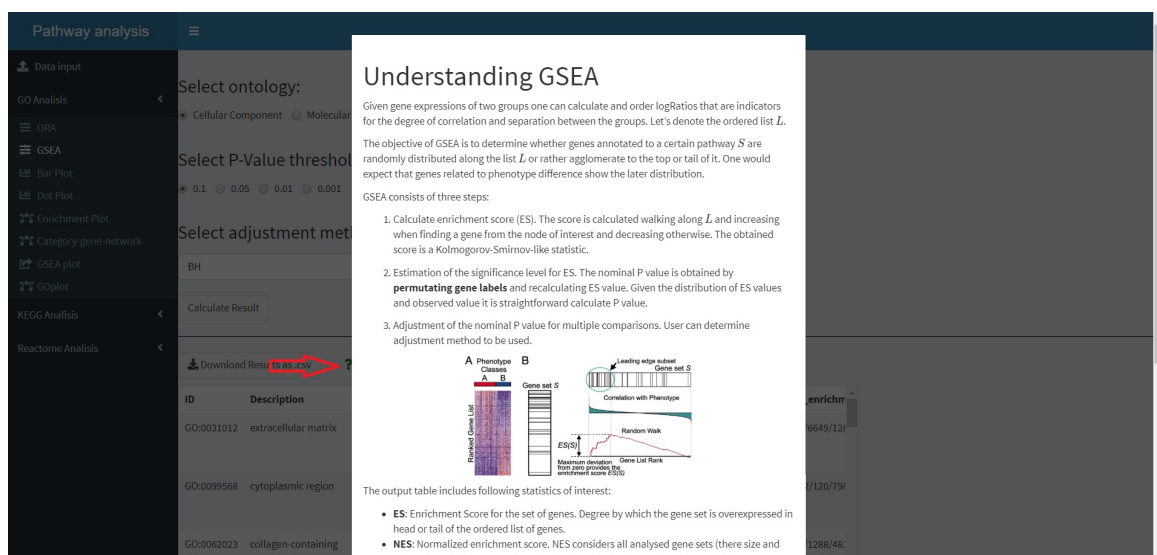 Pathway analysis
Data input
GO Analisis
ORA
GSEA
Bar Plot
Dot Plot
Enrichment Plot
Category-gene-network
GSEA plot
GOplot
KEGG Analisis
Reactome Analisis
Select ontology:
Cellular Component Molecular
Select P-Value threshol
0.1 0.05 0.01 0.001
Select adjustment met
BH
Calculate Result
Download Results as .csv ?
ID Description _enrichm
GO:0031012 extracellular matrix /6649/128
GO:0099568 cytoplasmic region 2/120/798
GO:0062023 collagen-containing /1288/48
Understanding GSEA
Given gene expressions of two groups one can calculate and order logRatios that are indicators
for the degree of correlation and separation between the groups. Let's denote the ordered list L.
The objective of GSEA is to determine whether genes annotated to a certain pathway S are
randomly distributed along the list L or rather agglomerate to the top or tail of it. One would
expect that genes related to phenotype difference show the later distribution.
GSEA consists of three steps:
1. Calculate enrichment score (ES). The score is calculated walking along L and increasing
when finding a gene from the node of interest and decreasing otherwise. The obtained
score is a Kolmogorov-Smirnov-like statistic.
2. Estimation of the significance level for ES. The nominal P value is obtained by
permutating gene labels and recalculating ES value. Given the distribution of ES values
and observed value it is straightforward calculate P value.
3. Adjustment of the nominal P value for multiple comparisons. User can determine
adjustment method to be used.
A Phenotype
Classes
A B
Ranked Gene List
B
Gene set S
Leading edge subset
Gene set S
Correlation with Phenotype
Random Walk
ES(S)
Gene List Rank
Maximum deviation
from zero provides the
enrichment score ES(S)
The output table includes following statistics of interest:
• ES: Enrichment Score for the set of genes. Degree by which the gene set is overexpressed in
head or tail of the ordered list of genes.
• NES: Normalized enrichment score. NES considers all analysed gene sets (there size and